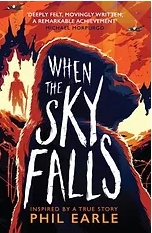 "DEEPLY FELT, MOVINGLY WRITTEN,
A REMARKABLE ACHIEVEMENT"
MICHAEL MORPURGO
WHEN
THE
SKY
FALLS
INSPIRED BY A TRUE STORY
PHIL EARLE